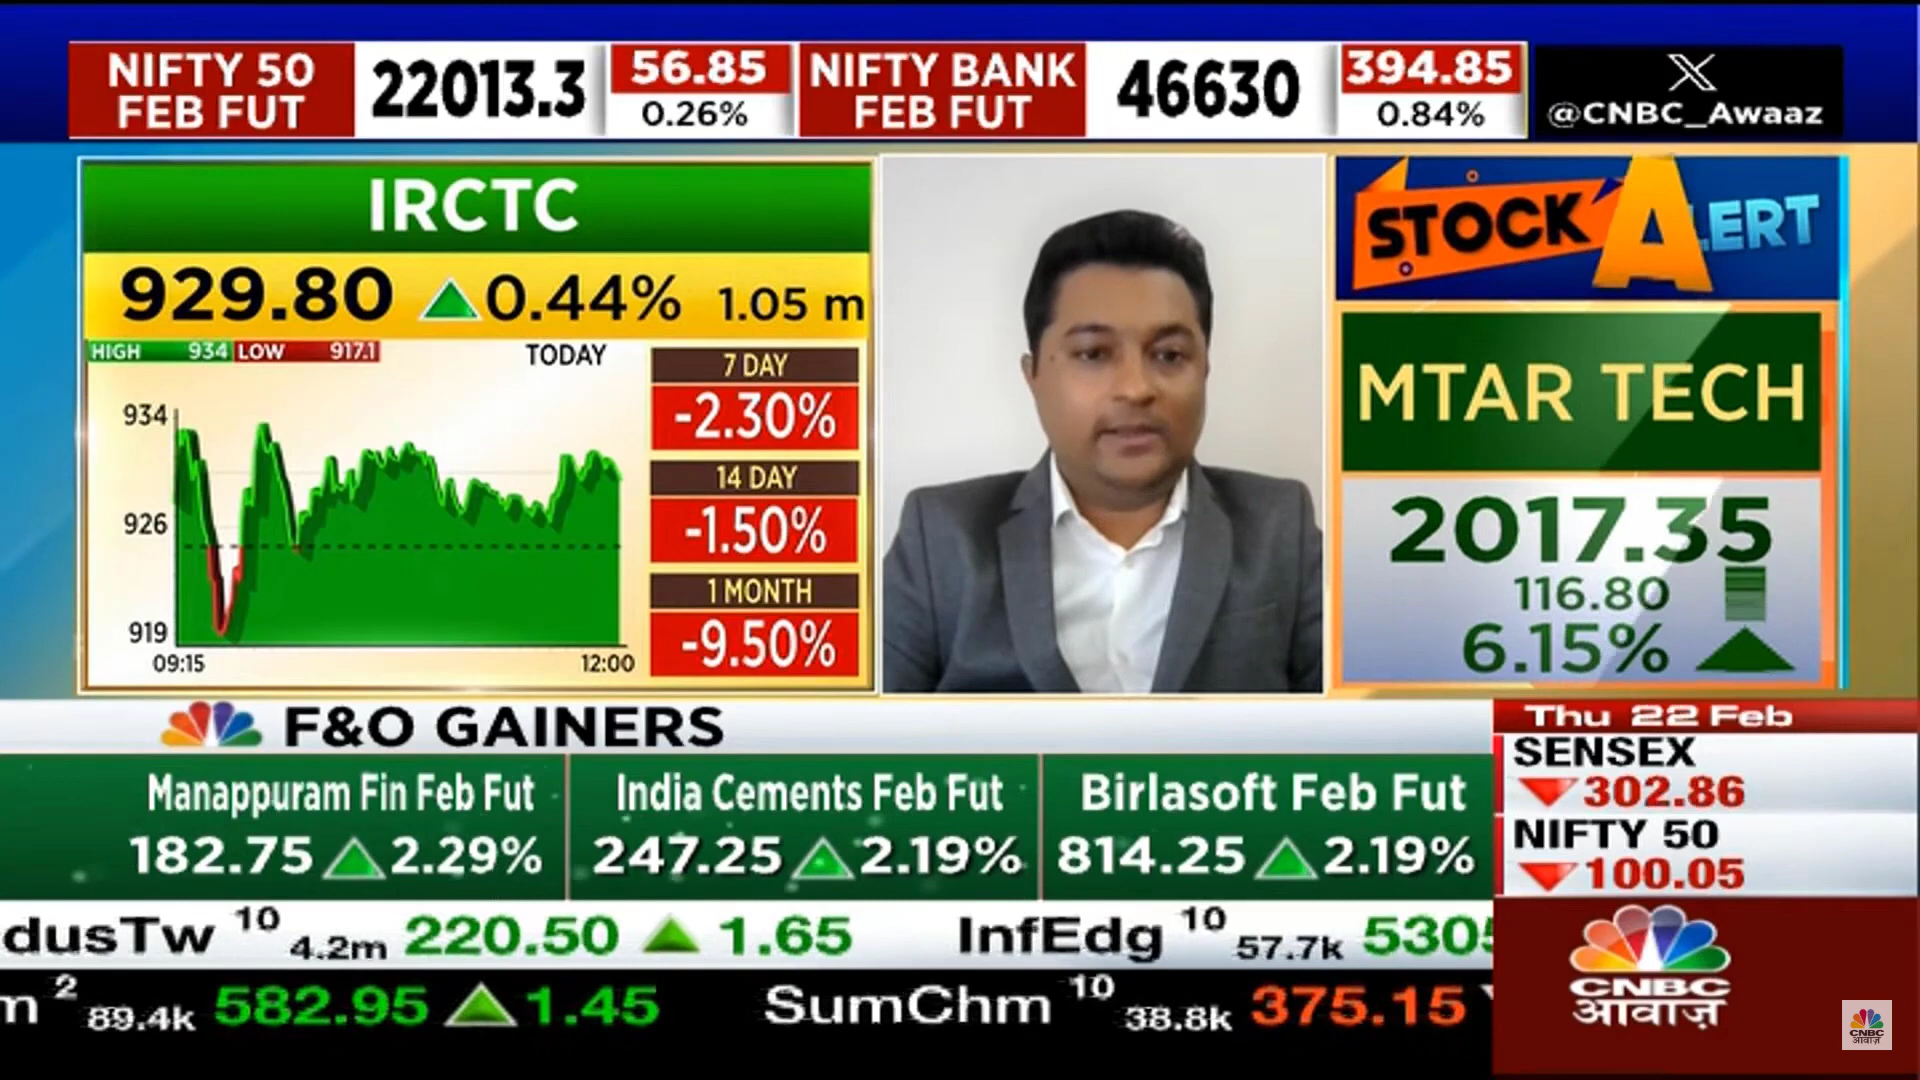 NIFTY 50
FEB FUT
22013.3
56.85
0.26%
NIFTY BANK
FEB FUT
46630
394.85
0.84%
X
@CNBC_Awaaz
IRCTC
929.80 0.44% 1.05 m
HIGH 934 LOW 917.1
TODAY
934
926
919
09:15 12:00
7 DAY
-2.30%
14 DAY
-1.50%
1 MONTH
-9.50%
STOCK ALERT
MTAR TECH
2017.35
116.80
6.15%
F&O GAINERS
Manappuram Fin Feb Fut
182.75 2.29%
India Cements Feb Fut
247.25 2.19%
Birlasoft Feb Fut
814.25 2.19%
Thu 22 Feb
SENSEX
302.86
NIFTY 50
100.05
dusTw 10 4.2m 220.50 1.65 InfEdg 10 57.7k 530
m 2 89.4k 582.95 1.45 SumChm 10 38.8k 375.15
CNBC
आवाज़
CNBC
आवाज़